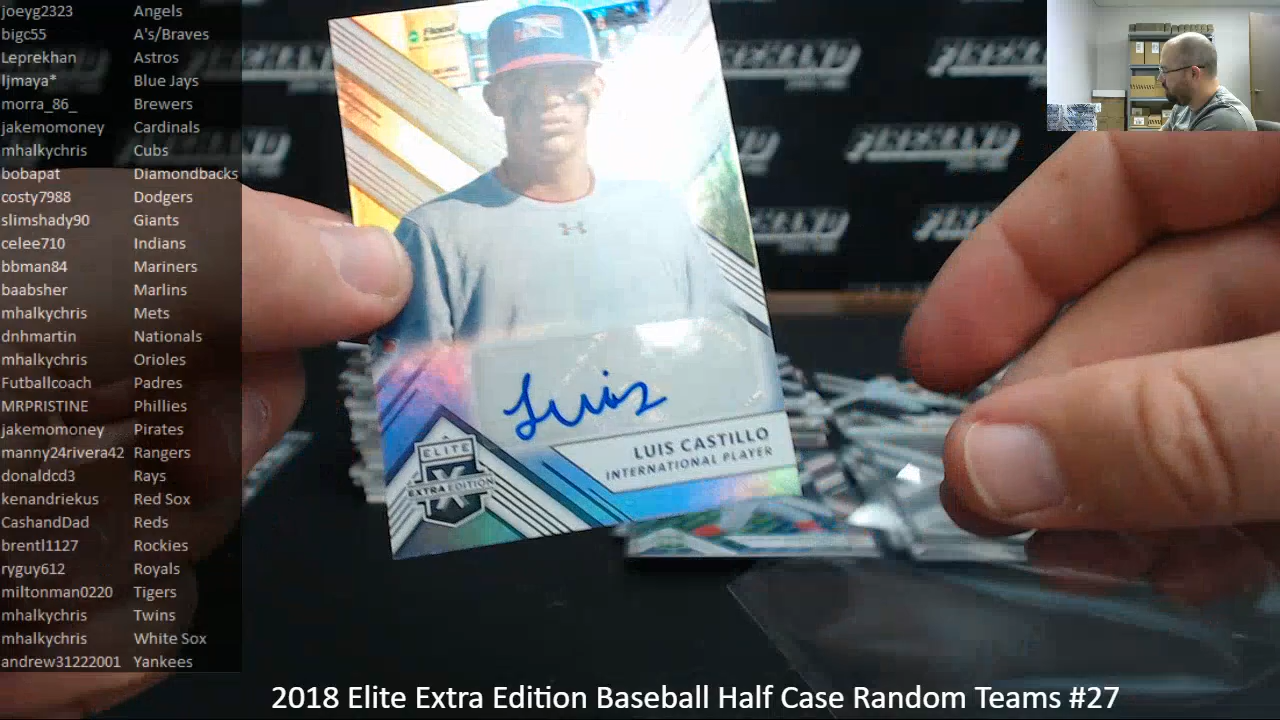 joeyg2323 Angels
bigc55 A's/Braves
Leprekhan Astros
ljmaya* Blue Jays
morra_86_ Brewers
jakemomoney Cardinals
mhalkychris Cubs
bobapat Diamondbacks
costy7988 Dodgers
slimshady90 Giants
celee710 Indians
bbman84 Mariners
baabsher Marlins
mhalkychris Mets
dnhmartin Nationals
mhalkychris Orioles
Futballcoach Padres
MRPRISTINE Phillies
jakemomoney Pirates
manny24rivera42 Rangers
donaldcd3 Rays
kenandriekus Red Sox
CashandDad Reds
brentl1127 Rockies
ryguy612 Royals
miltonman0220 Tigers
mhalkychris Twins
mhalkychris White Sox
andrew31222001 Yankees
Luis
LUIS CASTILLO
INTERNATIONAL PLAYER
ELITE
X
EXTRA EDITION
2018 Elite Extra Edition Baseball Half Case Random Teams #27